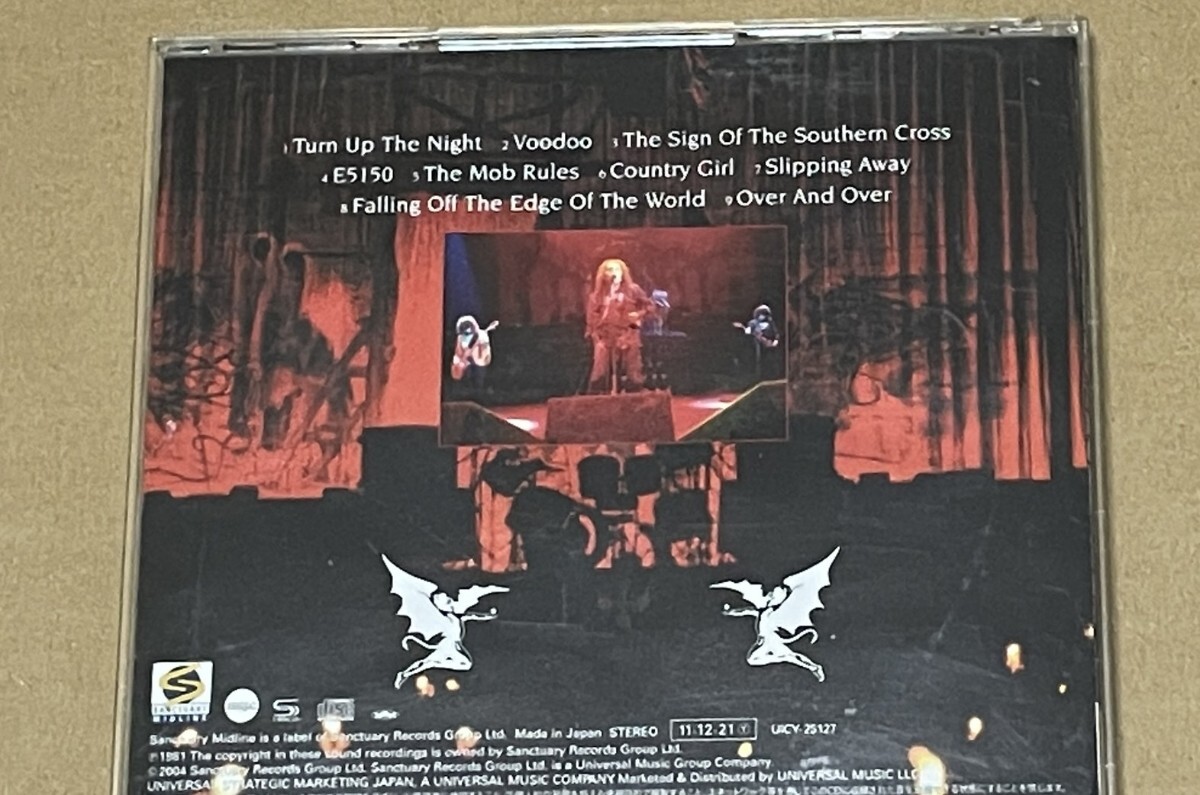 1 Turn Up The Night 2 Voodoo 3 The Sign Of The Southern Cross
4 E5150 5 The Mob Rules 6 Country Girl 7 Slipping Away
8 Falling Off The Edge Of The World 9 Over And Over
SANCTUARY
MIDLINE
Sanctuary Midline is a label of Sanctuary Records Group Ltd. Made in Japan STEREO 11·12·21 Y UICY-25127
℗1981 The copyright in these sound recordings is owned by Sanctuary Records Group Ltd.
©2004 Sanctuary Records Group Ltd. Sanctuary Records Group Ltd. is a Universal Music Group Company.
UNIVERSAL STRATEGIC MARKETING JAPAN, A UNIVERSAL MUSIC COMPANY Marketed & Distributed by UNIVERSAL MUSIC LLC